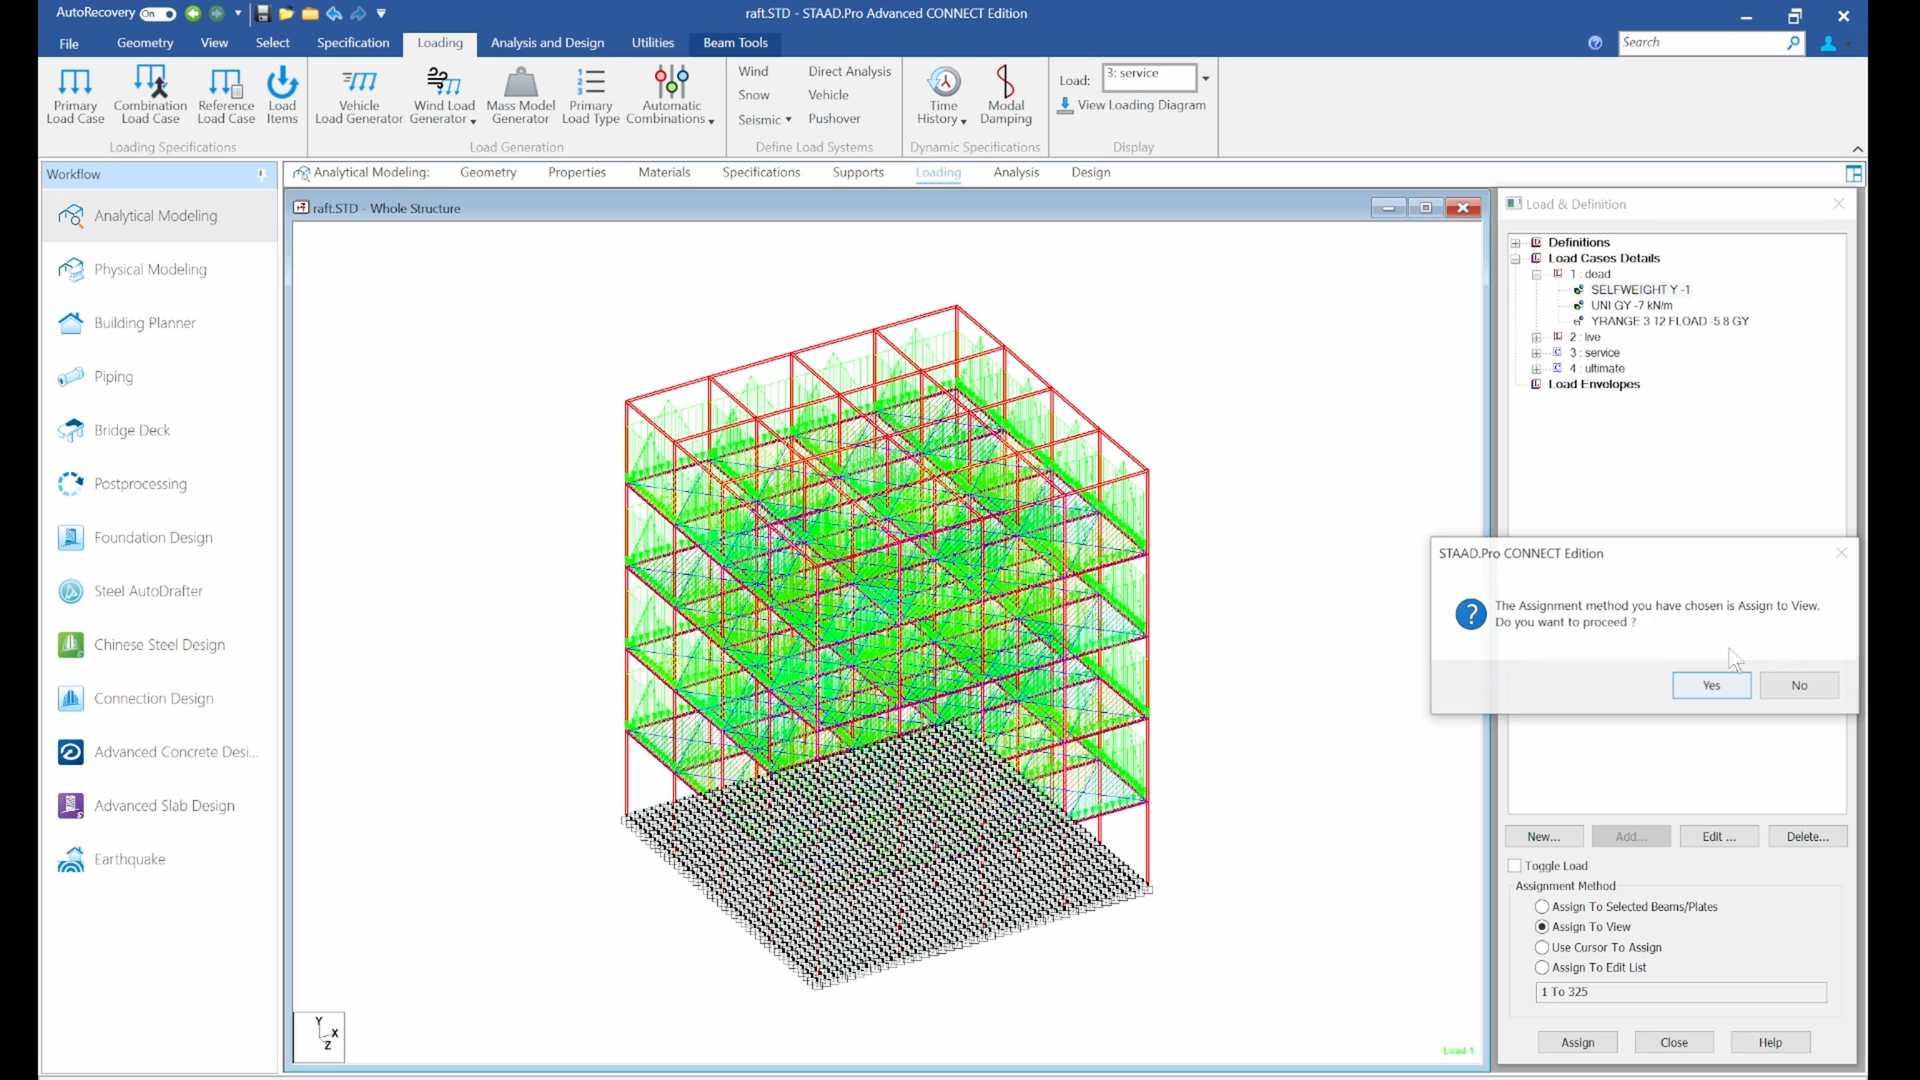 AutoRecovery On
raft.STD - STAAD.Pro Advanced CONNECT Edition
File Geometry View Select Specification Loading Analysis and Design Utilities Beam Tools
Search
Primary Load Case
Combination Load Case
Reference Load Case
Load Items
Loading Specifications
Vehicle Load Generator
Wind Load Generator
Mass Model Generator
Primary Load Type
Automatic Combinations
Load Generation
Wind
Snow
Seismic
Direct Analysis
Vehicle
Pushover
Define Load Systems
Time History
Modal Damping
Dynamic Specifications
Load: 3: service
View Loading Diagram
Display
Workflow
Analytical Modeling
Physical Modeling
Building Planner
Piping
Bridge Deck
Postprocessing
Foundation Design
Steel AutoDrafter
Chinese Steel Design
Connection Design
Advanced Concrete Desi...
Advanced Slab Design
Earthquake
Analytical Modeling: Geometry Properties Materials Specifications Supports Loading Analysis Design
raft.STD - Whole Structure
Y
X
Z
Load 1
Load & Definition
Definitions
Load Cases Details
1 : dead
SELFWEIGHT Y -1
UNI GY -7 kN/m
YRANGE 3 12 FLOAD -5.8 GY
2 : live
3 : service
4 : ultimate
Load Envelopes
STAAD.Pro CONNECT Edition
The Assignment method you have chosen is Assign to View.
Do you want to proceed ?
Yes No
New... Add... Edit ... Delete...
Toggle Load
Assignment Method
Assign To Selected Beams/Plates
Assign To View
Use Cursor To Assign
Assign To Edit List
1 To 325
Assign Close Help